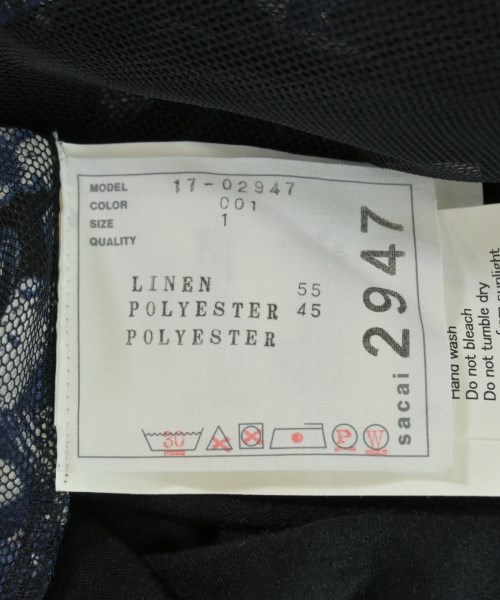 MODEL 17-02947
COLOR 001
SIZE 1
QUALITY
LINEN 55
POLYESTER 45
POLYESTER
30
P
W
sacai 2947
Hand wash
Do not bleach
Do not tumble dry
sunlight